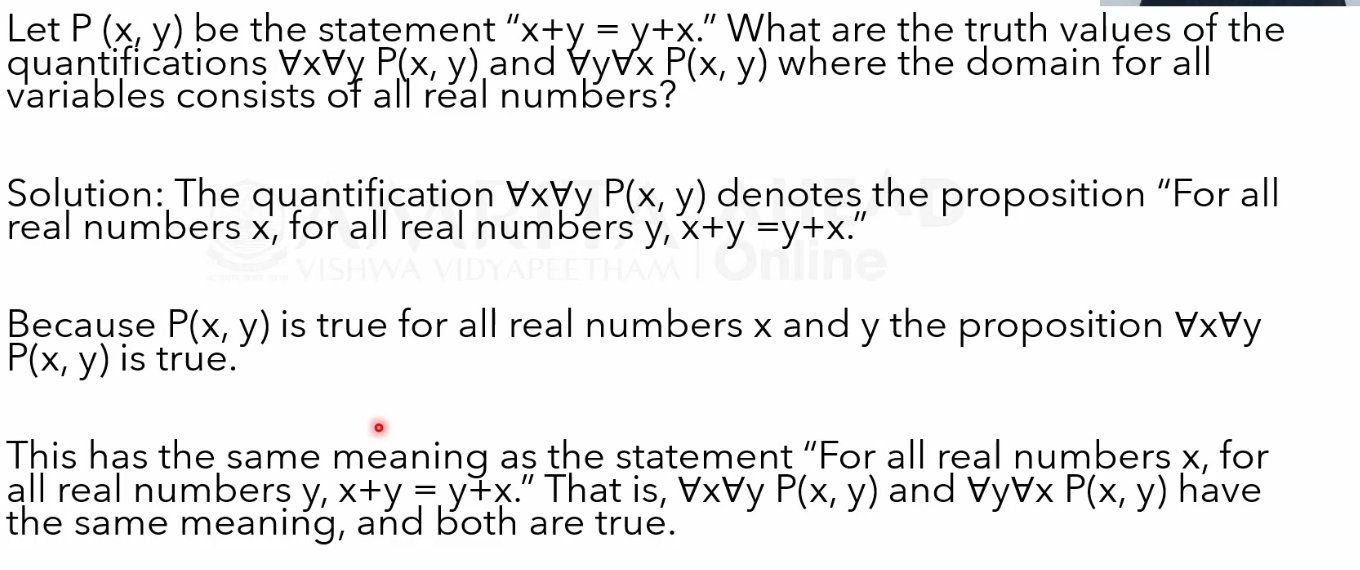 Let P (x, y) be the statement “x+y = y+x.” What are the truth values of the
quantifications ∀x∀y P(x, y) and ∀y∀x P(x, y) where the domain for all
variables consists of all real numbers?
Solution: The quantification ∀x∀y P(x, y) denotes the proposition “For all
real numbers x, for all real numbers y, x+y =y+x.”
AMRITA AHEAD
VISHWA VIDYAPEETHAM | Online
Because P(x, y) is true for all real numbers x and y the proposition ∀x∀y
P(x, y) is true.
This has the same meaning as the statement “For all real numbers x, for
all real numbers y, x+y = y+x.” That is, ∀x∀y P(x, y) and ∀y∀x P(x, y) have
the same meaning, and both are true.